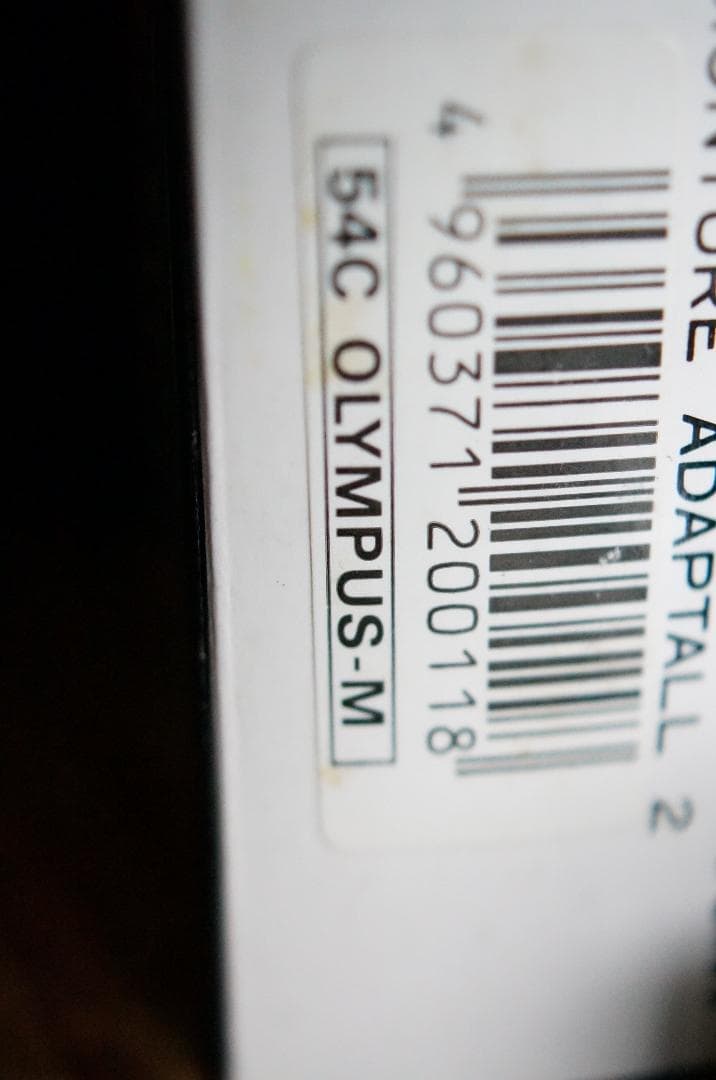 ADAPTALL 2
4 960371 200118
54C OLYMPUS-M